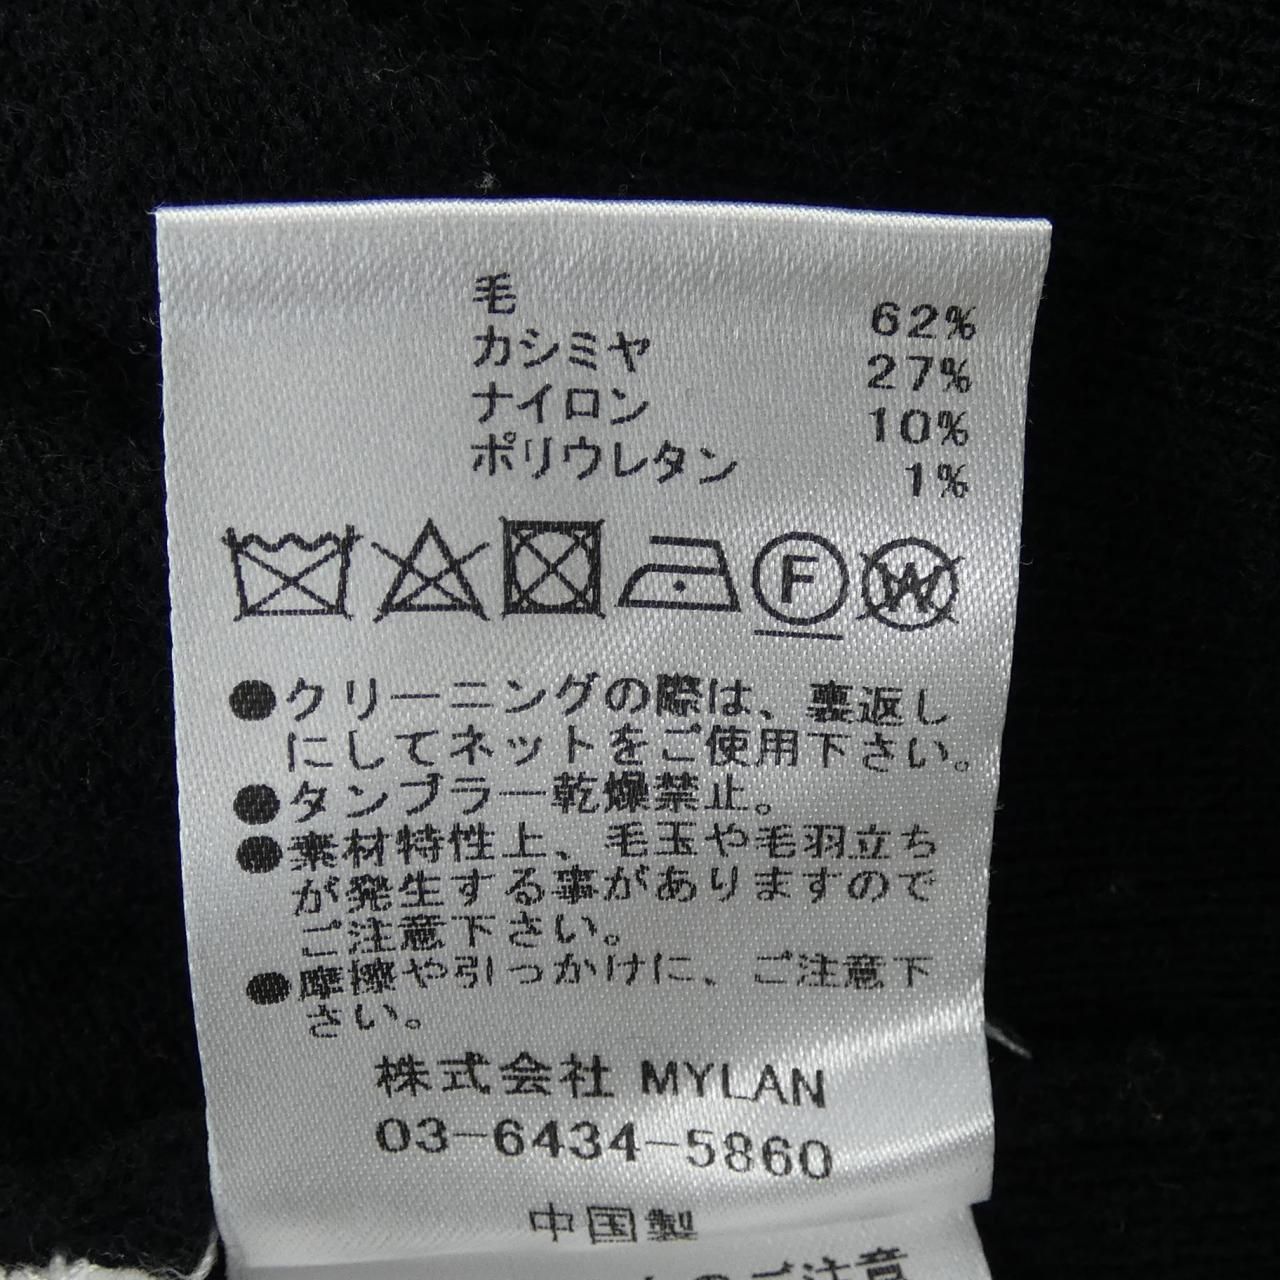 毛 62%
カシミヤ 27%
ナイロン 10%
ポリウレタン 1%
F W
●クリーニングの際は、裏返し
にしてネットをご使用下さい。
●タンブラー乾燥禁止。
●素材特性上、毛玉や毛羽立ち
が発生する事がありますので
ご注意下さい。
●摩擦や引っかけに、ご注意下
さい。
株式会社 MYLAN
03-6434-5860
中国製
のご注意